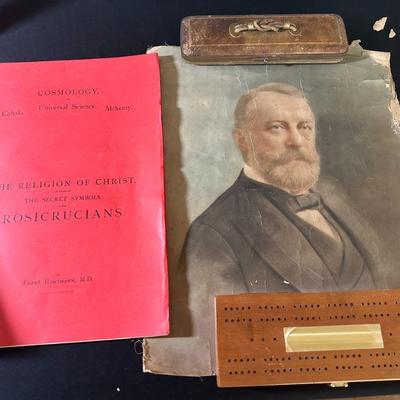 COSMOLOGY,
Cabala. Universal Science. Alchemy.
THE RELIGION OF CHRIST.
THE SECRET SYMBOLS
ROSICRUCIANS
Franz Hartmann, M.D.